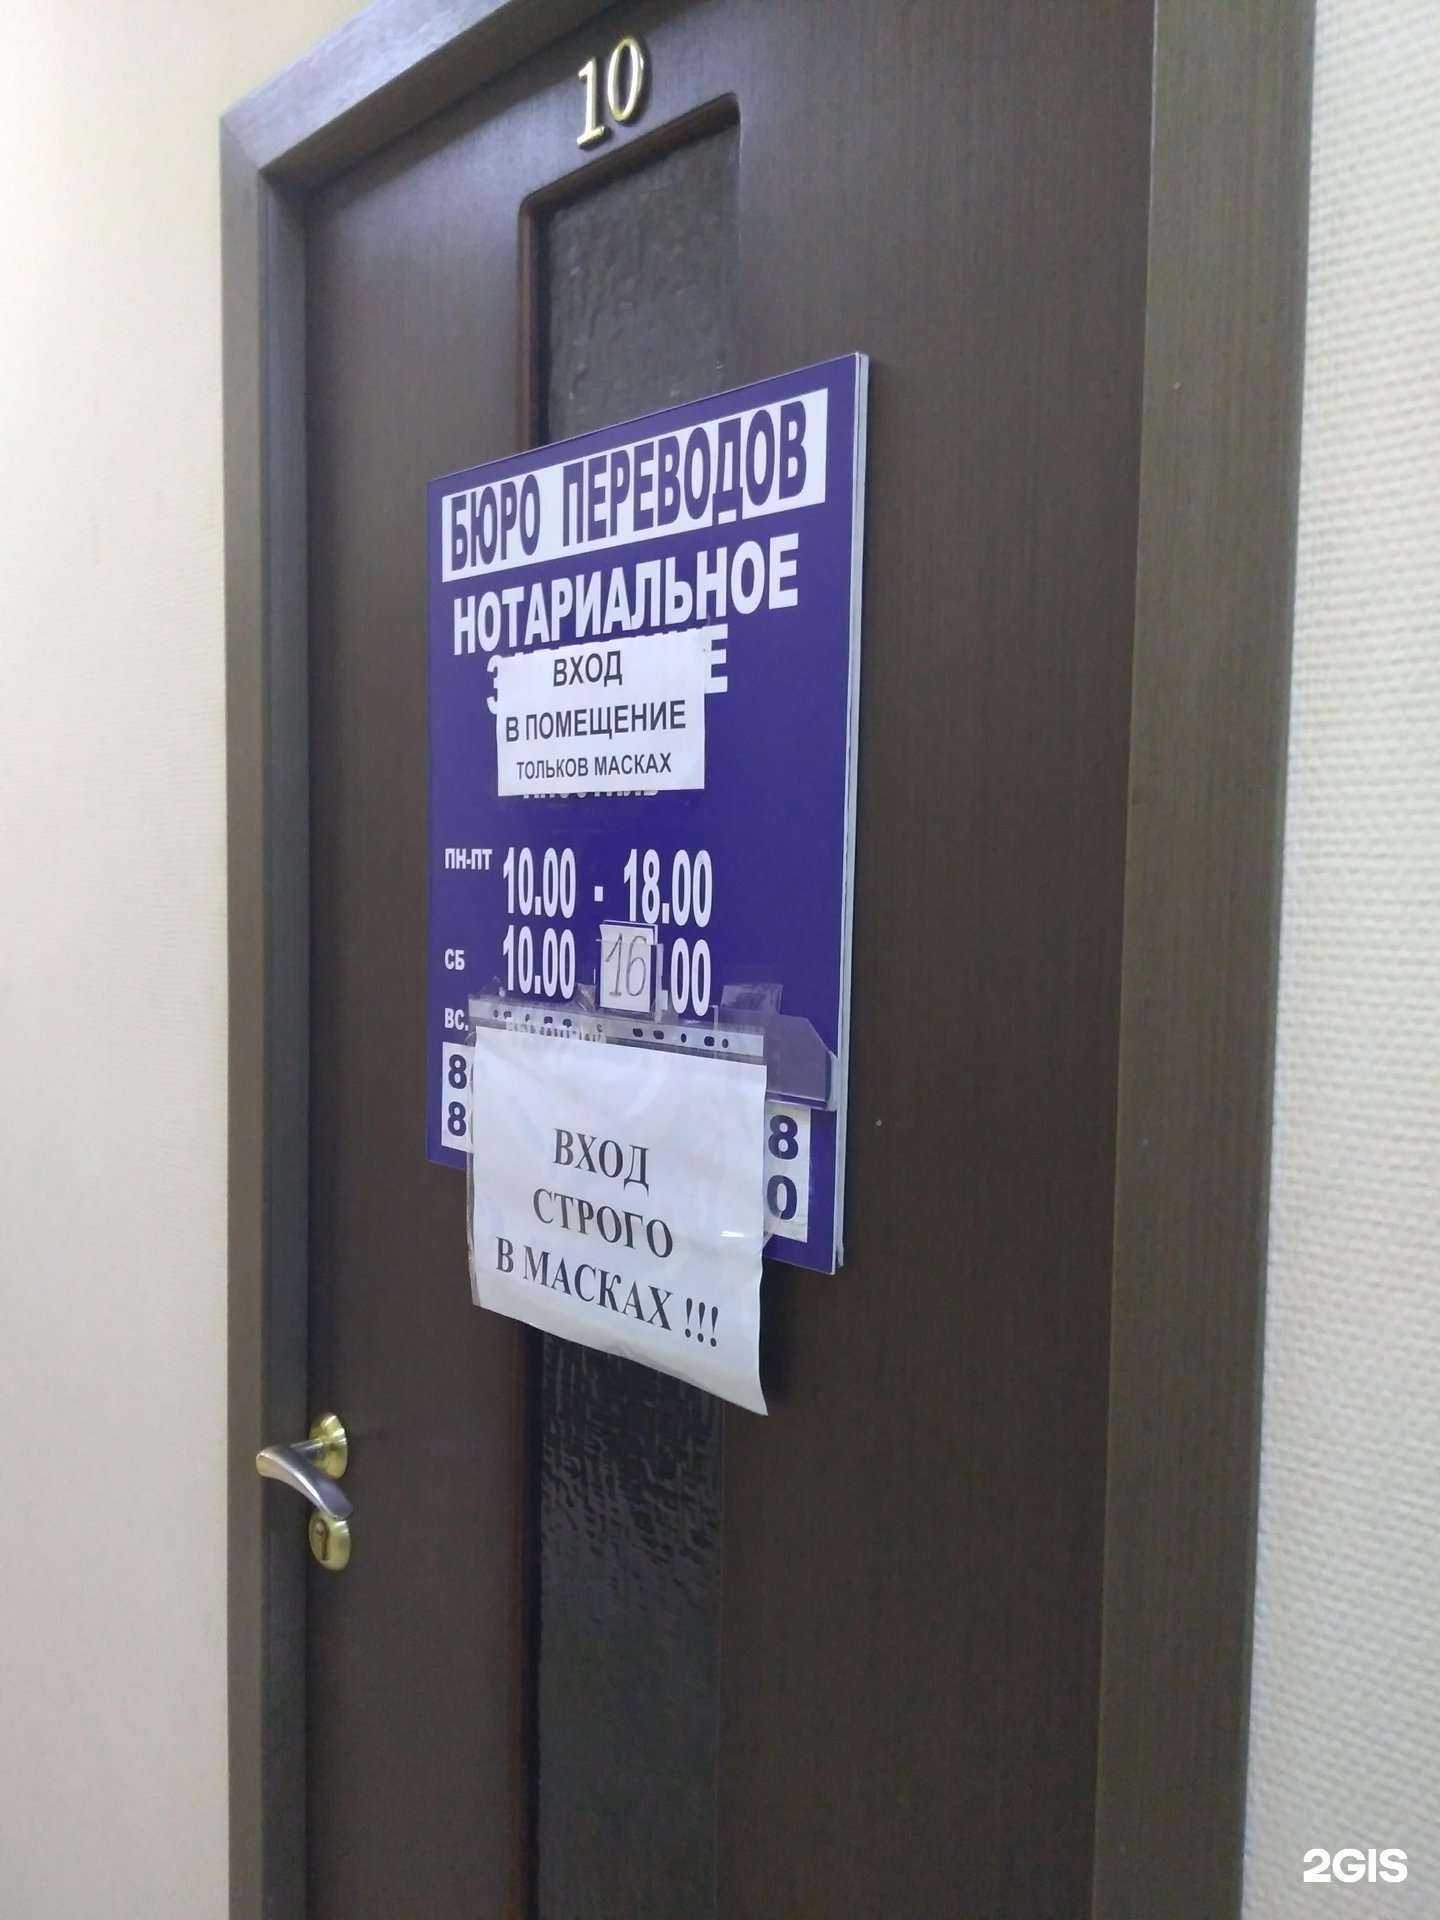 10
БЮРО ПЕРЕВОДОВ
НОТАРИАЛЬНОЕ
ВХОД
В ПОМЕЩЕНИЕ
ТОЛЬКОВ МАСКАХ
ПН-ПТ 10.00 - 18.00
СБ 10.00 16.00
ВС.
8 8
8 0
ВХОД
СТРОГО
В МАСКАХ !!!
2GIS